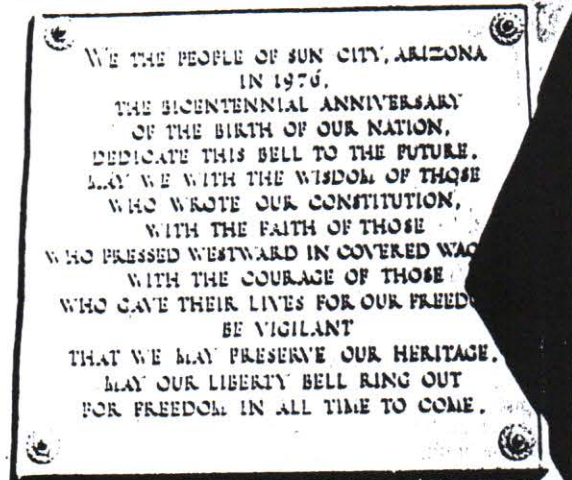 WE THE PEOPLE OF SUN CITY, ARIZONA
IN 1976,
THE BICENTENNIAL ANNIVERSARY
OF THE BIRTH OF OUR NATION,
DEDICATE THIS BELL TO THE FUTURE.
MAY WE WITH THE WISDOM OF THOSE
WHO WROTE OUR CONSTITUTION,
WITH THE FAITH OF THOSE
WHO PRESSED WESTWARD IN COVERED WAG
WITH THE COURAGE OF THOSE
WHO GAVE THEIR LIVES FOR OUR FREEDO
BE VIGILANT
THAT WE MAY PRESERVE OUR HERITAGE.
MAY OUR LIBERTY BELL RING OUT
FOR FREEDOM IN ALL TIME TO COME.